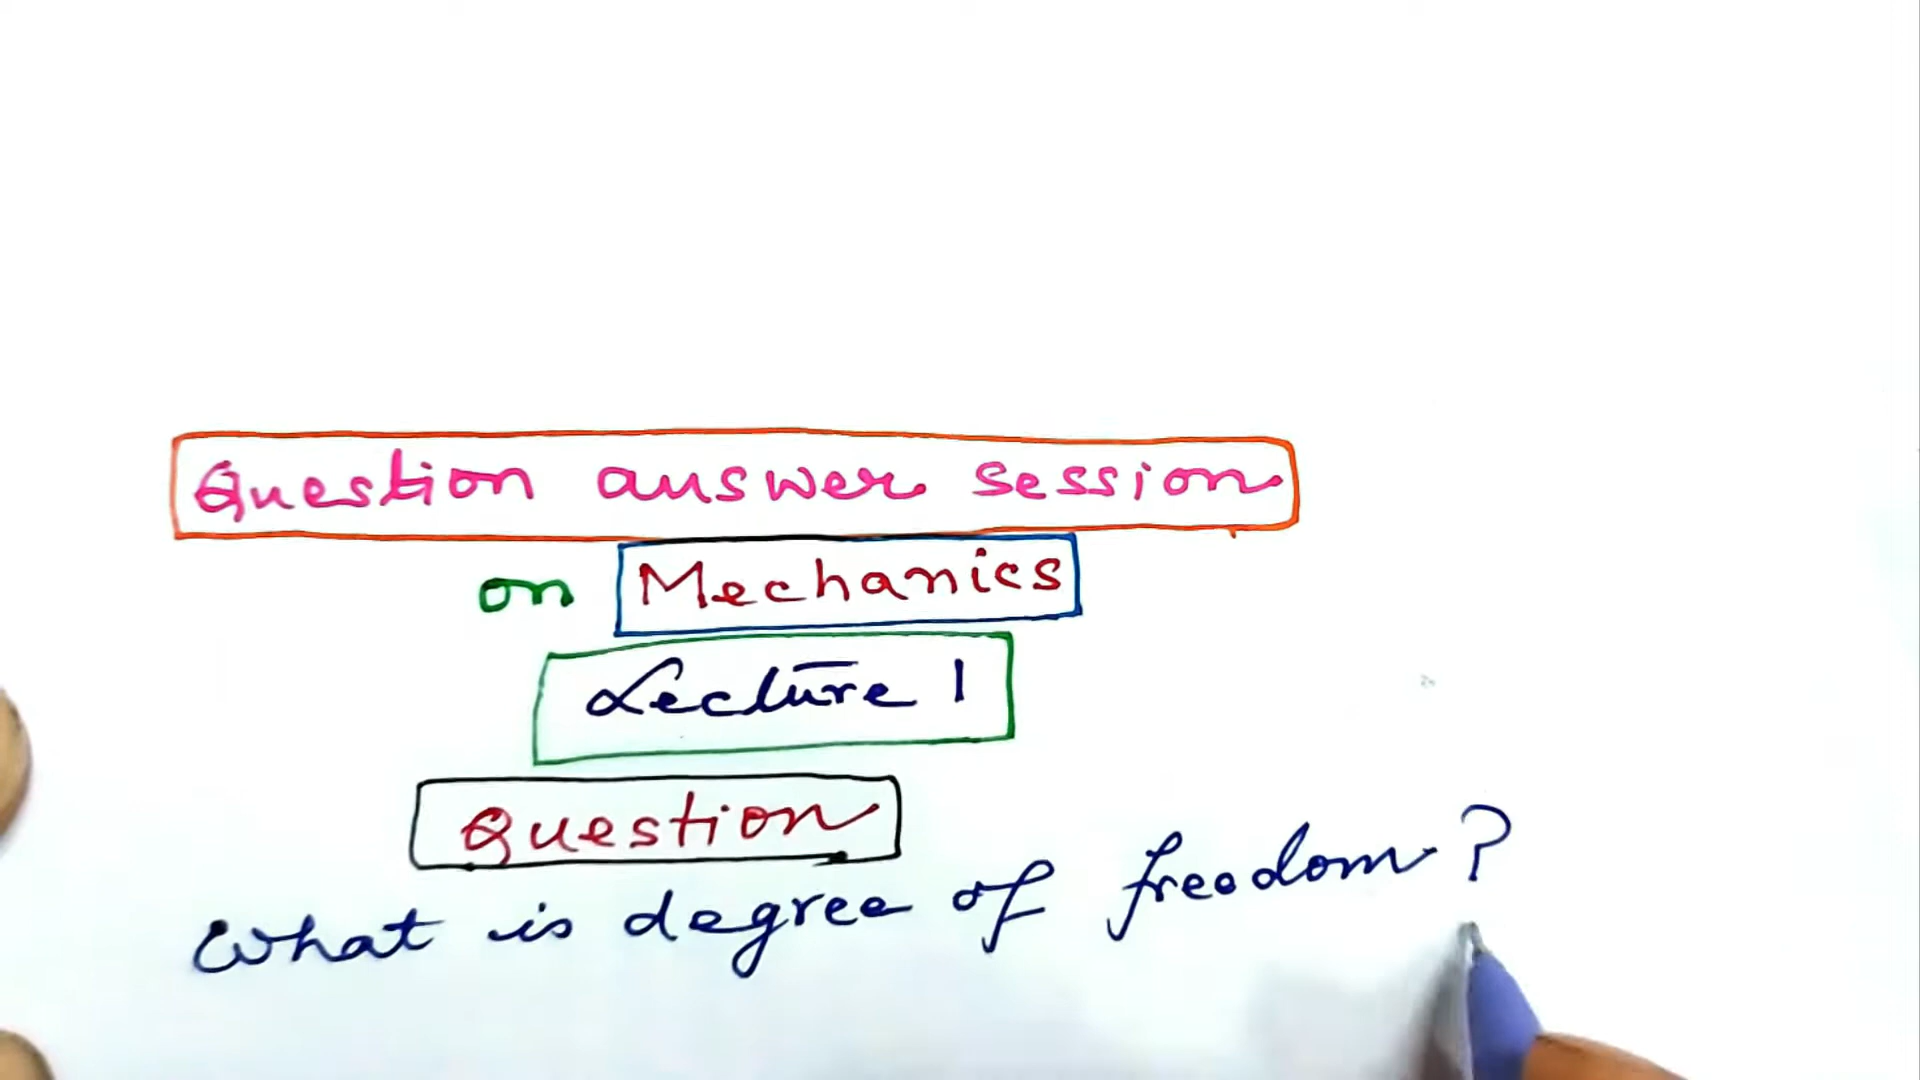 Question answer session
on Mechanics
Lecture 1
Question
What is degree of freedom?